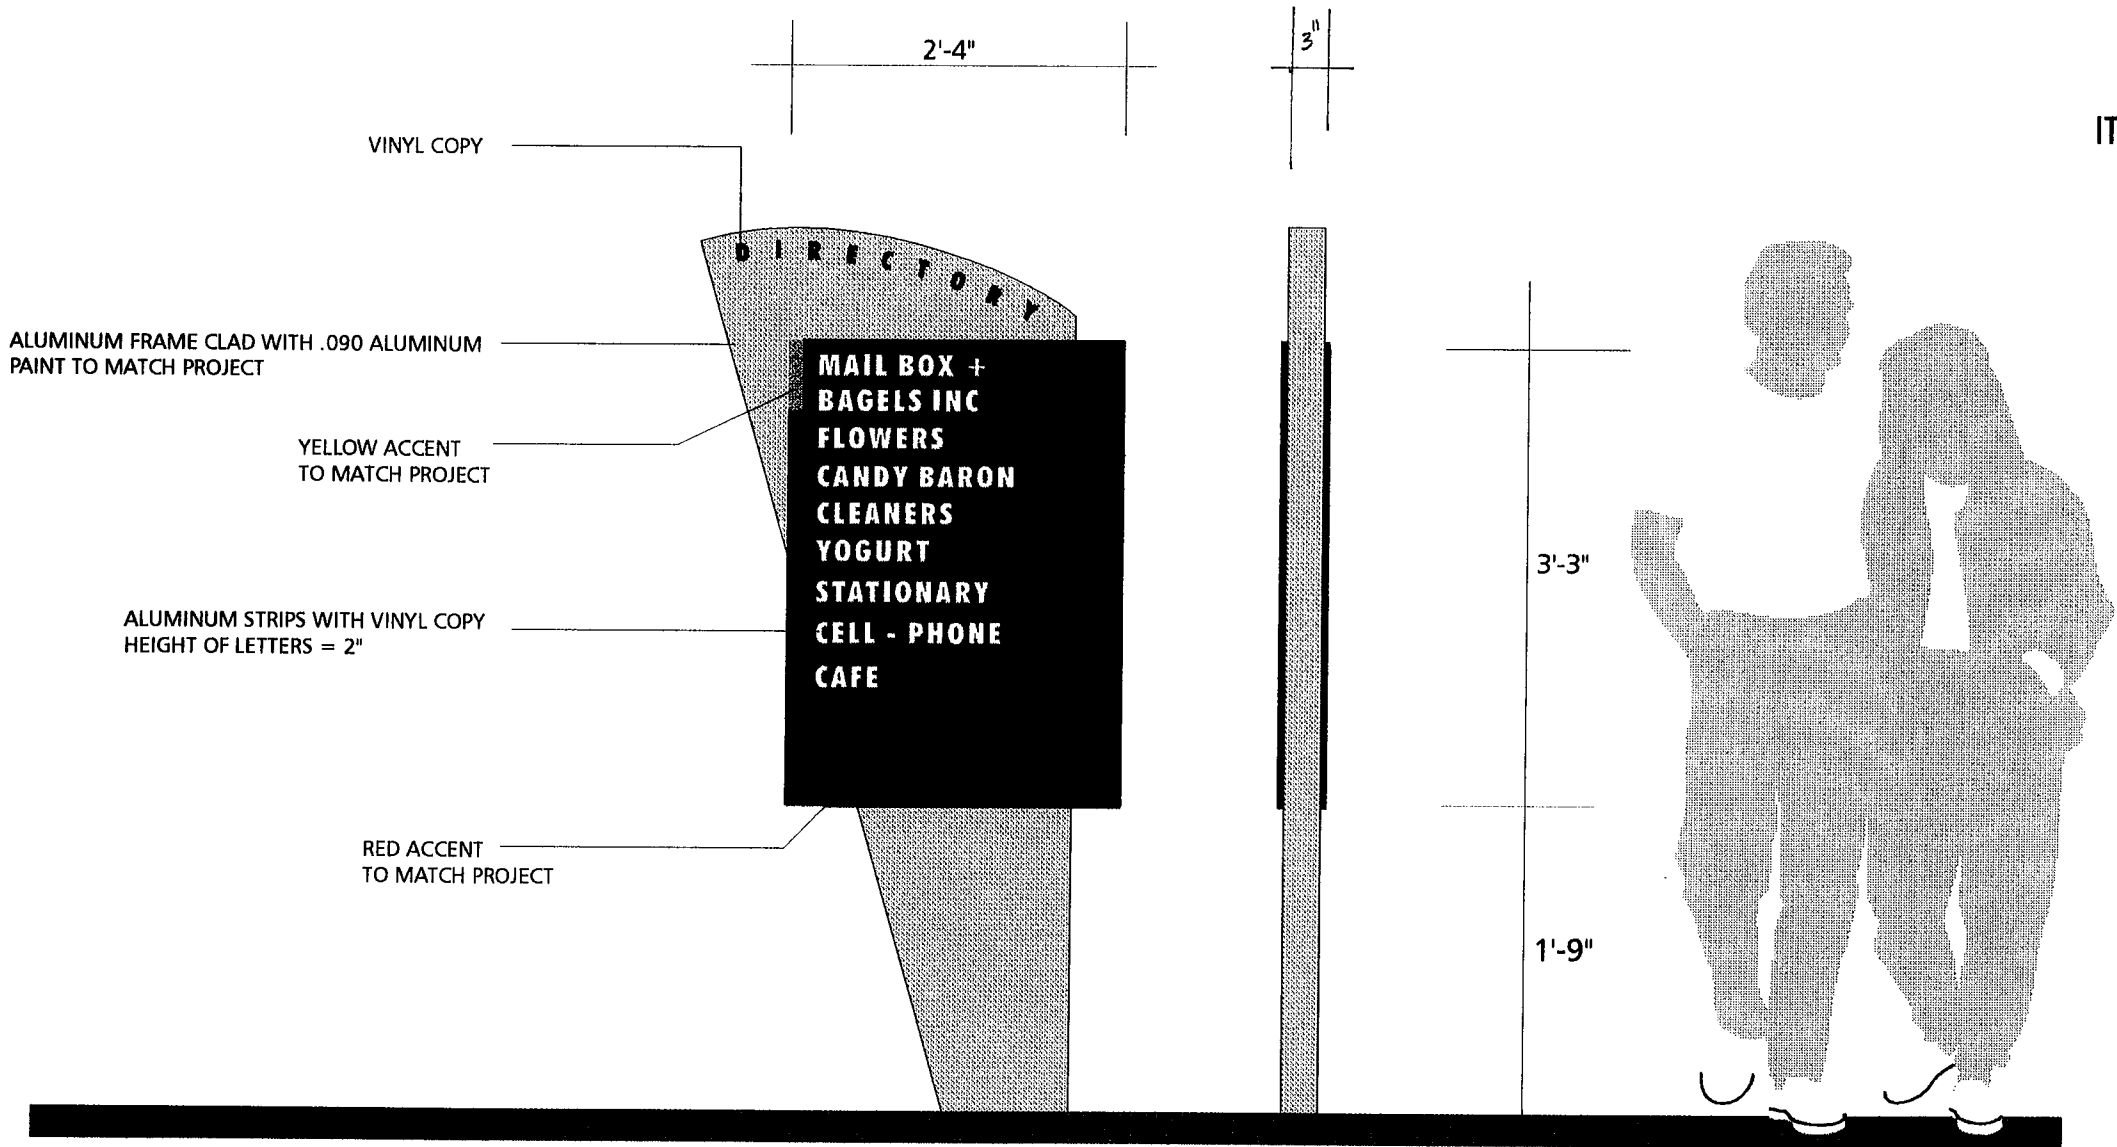 2'-4"
3"
IT
VINYL COPY
DIRECTORY
ALUMINUM FRAME CLAD WITH .090 ALUMINUM
PAINT TO MATCH PROJECT
MAIL BOX +
BAGELS INC
FLOWERS
CANDY BARON
CLEANERS
YOGURT
STATIONARY
CELL - PHONE
CAFE
YELLOW ACCENT
TO MATCH PROJECT
3'-3"
ALUMINUM STRIPS WITH VINYL COPY
HEIGHT OF LETTERS = 2"
RED ACCENT
TO MATCH PROJECT
1'-9"